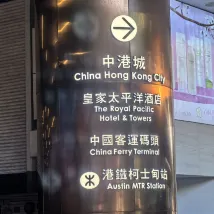 中港城
China Hong Kong City
皇家太平洋酒店
The Royal Pacific
Hotel & Towers
中國客運碼頭
China Ferry Terminal
港鐵柯士甸站
Austin MTR Station